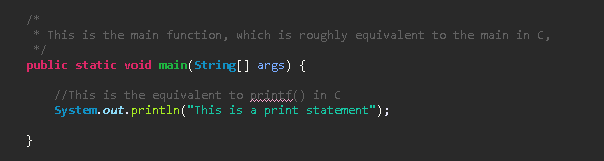 /*
* This is the main function, which is roughly equivalent to the main in C,
*/
public static void main(String[] args) {
//This is the equivalent to printf() in C
System.out.println("This is a print statement");
}